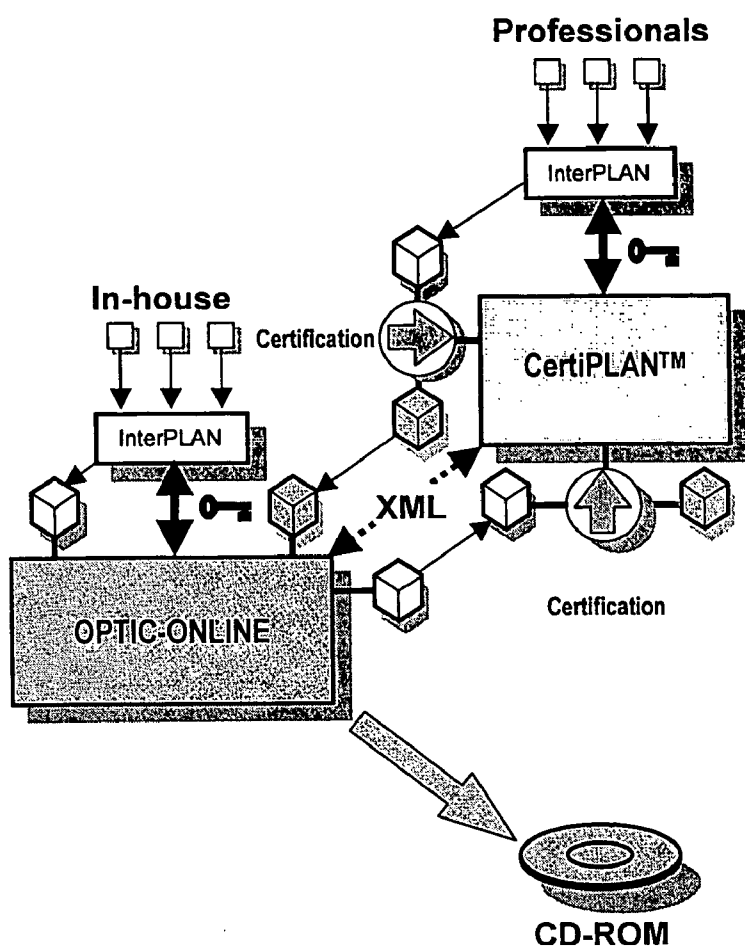 Professionals
InterPLAN
In-house
Certification
CertiPLAN™
InterPLAN
XML
OPTIC-ONLINE
Certification
CD-ROM